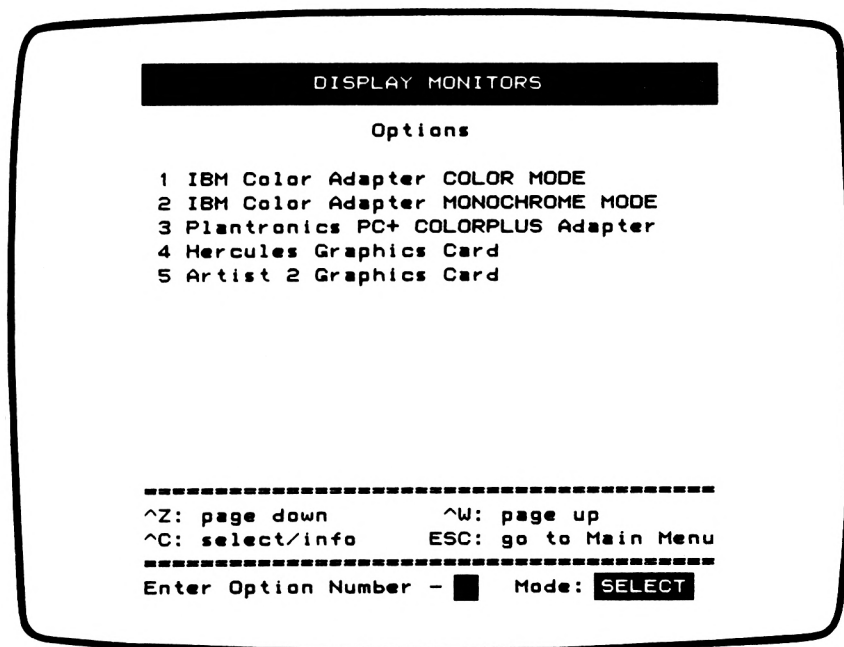 DISPLAY MONITORS
Options
1 IBM Color Adapter COLOR MODE
2 IBM Color Adapter MONOCHROME MODE
3 Plantronics PC+ COLORPLUS Adapter
4 Hercules Graphics Card
5 Artist 2 Graphics Card
^Z: page down ^W: page up
^C: select/info ESC: go to Main Menu
Enter Option Number - Mode: SELECT